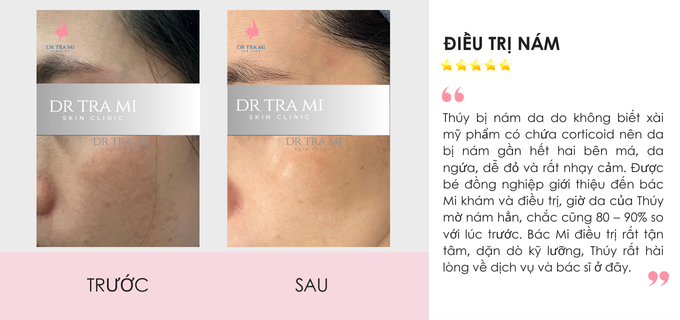 DR TRA MI
SKIN CLINIC
DR TRA MI
DR TRA MI
SKIN CLINIC
DR TRA MI
TRƯỚC
DR TRA MI
DR TRA MI
SKIN CLINIC
DR TRA MI
SAU
ĐIỀU TRỊ NÁM
Thúy bị nám da do không biết xài
mỹ phẩm có chứa corticoid nên da
bị nám gần hết hai bên má, da
ngứa, dễ đỏ và rất nhạy cảm. Được
bé đồng nghiệp giới thiệu đến bác
Mi khám và điều trị, giờ da của Thúy
mờ nám hẳn, chắc cũng 80 – 90% so
với lúc trước. Bác Mi điều trị rất tận
tâm, dặn dò kỹ lưỡng, Thúy rất hài
lòng về dịch vụ và bác sĩ ở đây.